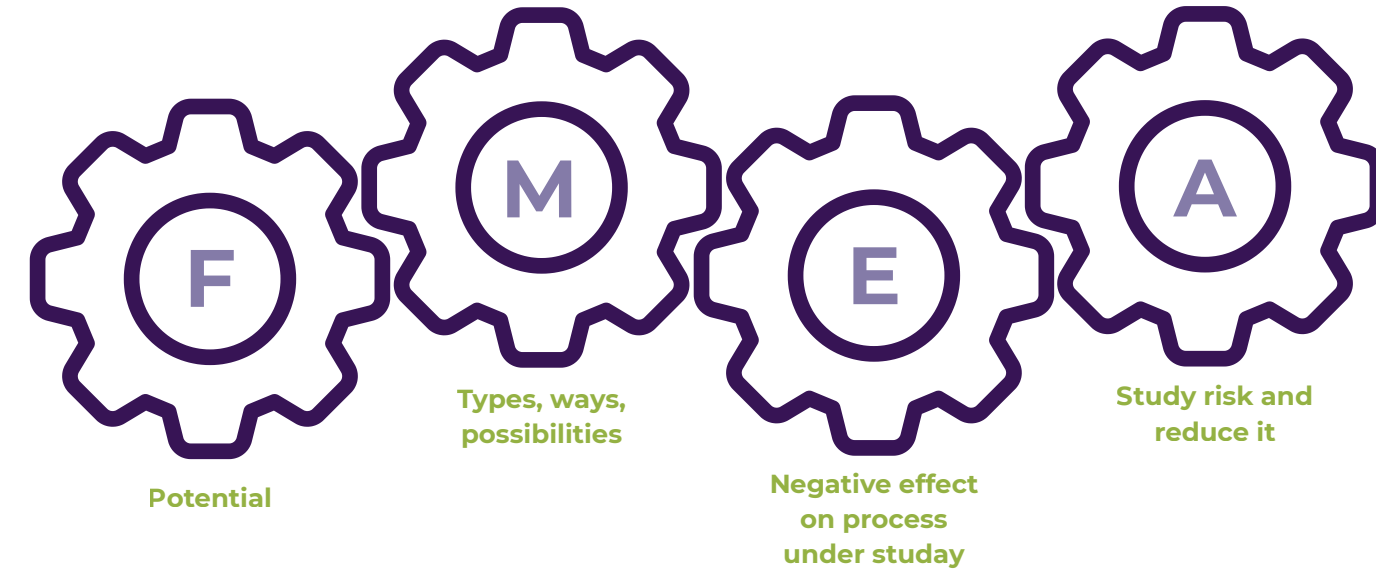 F
Potential
M
Types, ways,
possibilities
E
Negative effect
on process
under studay
A
Study risk and
reduce it